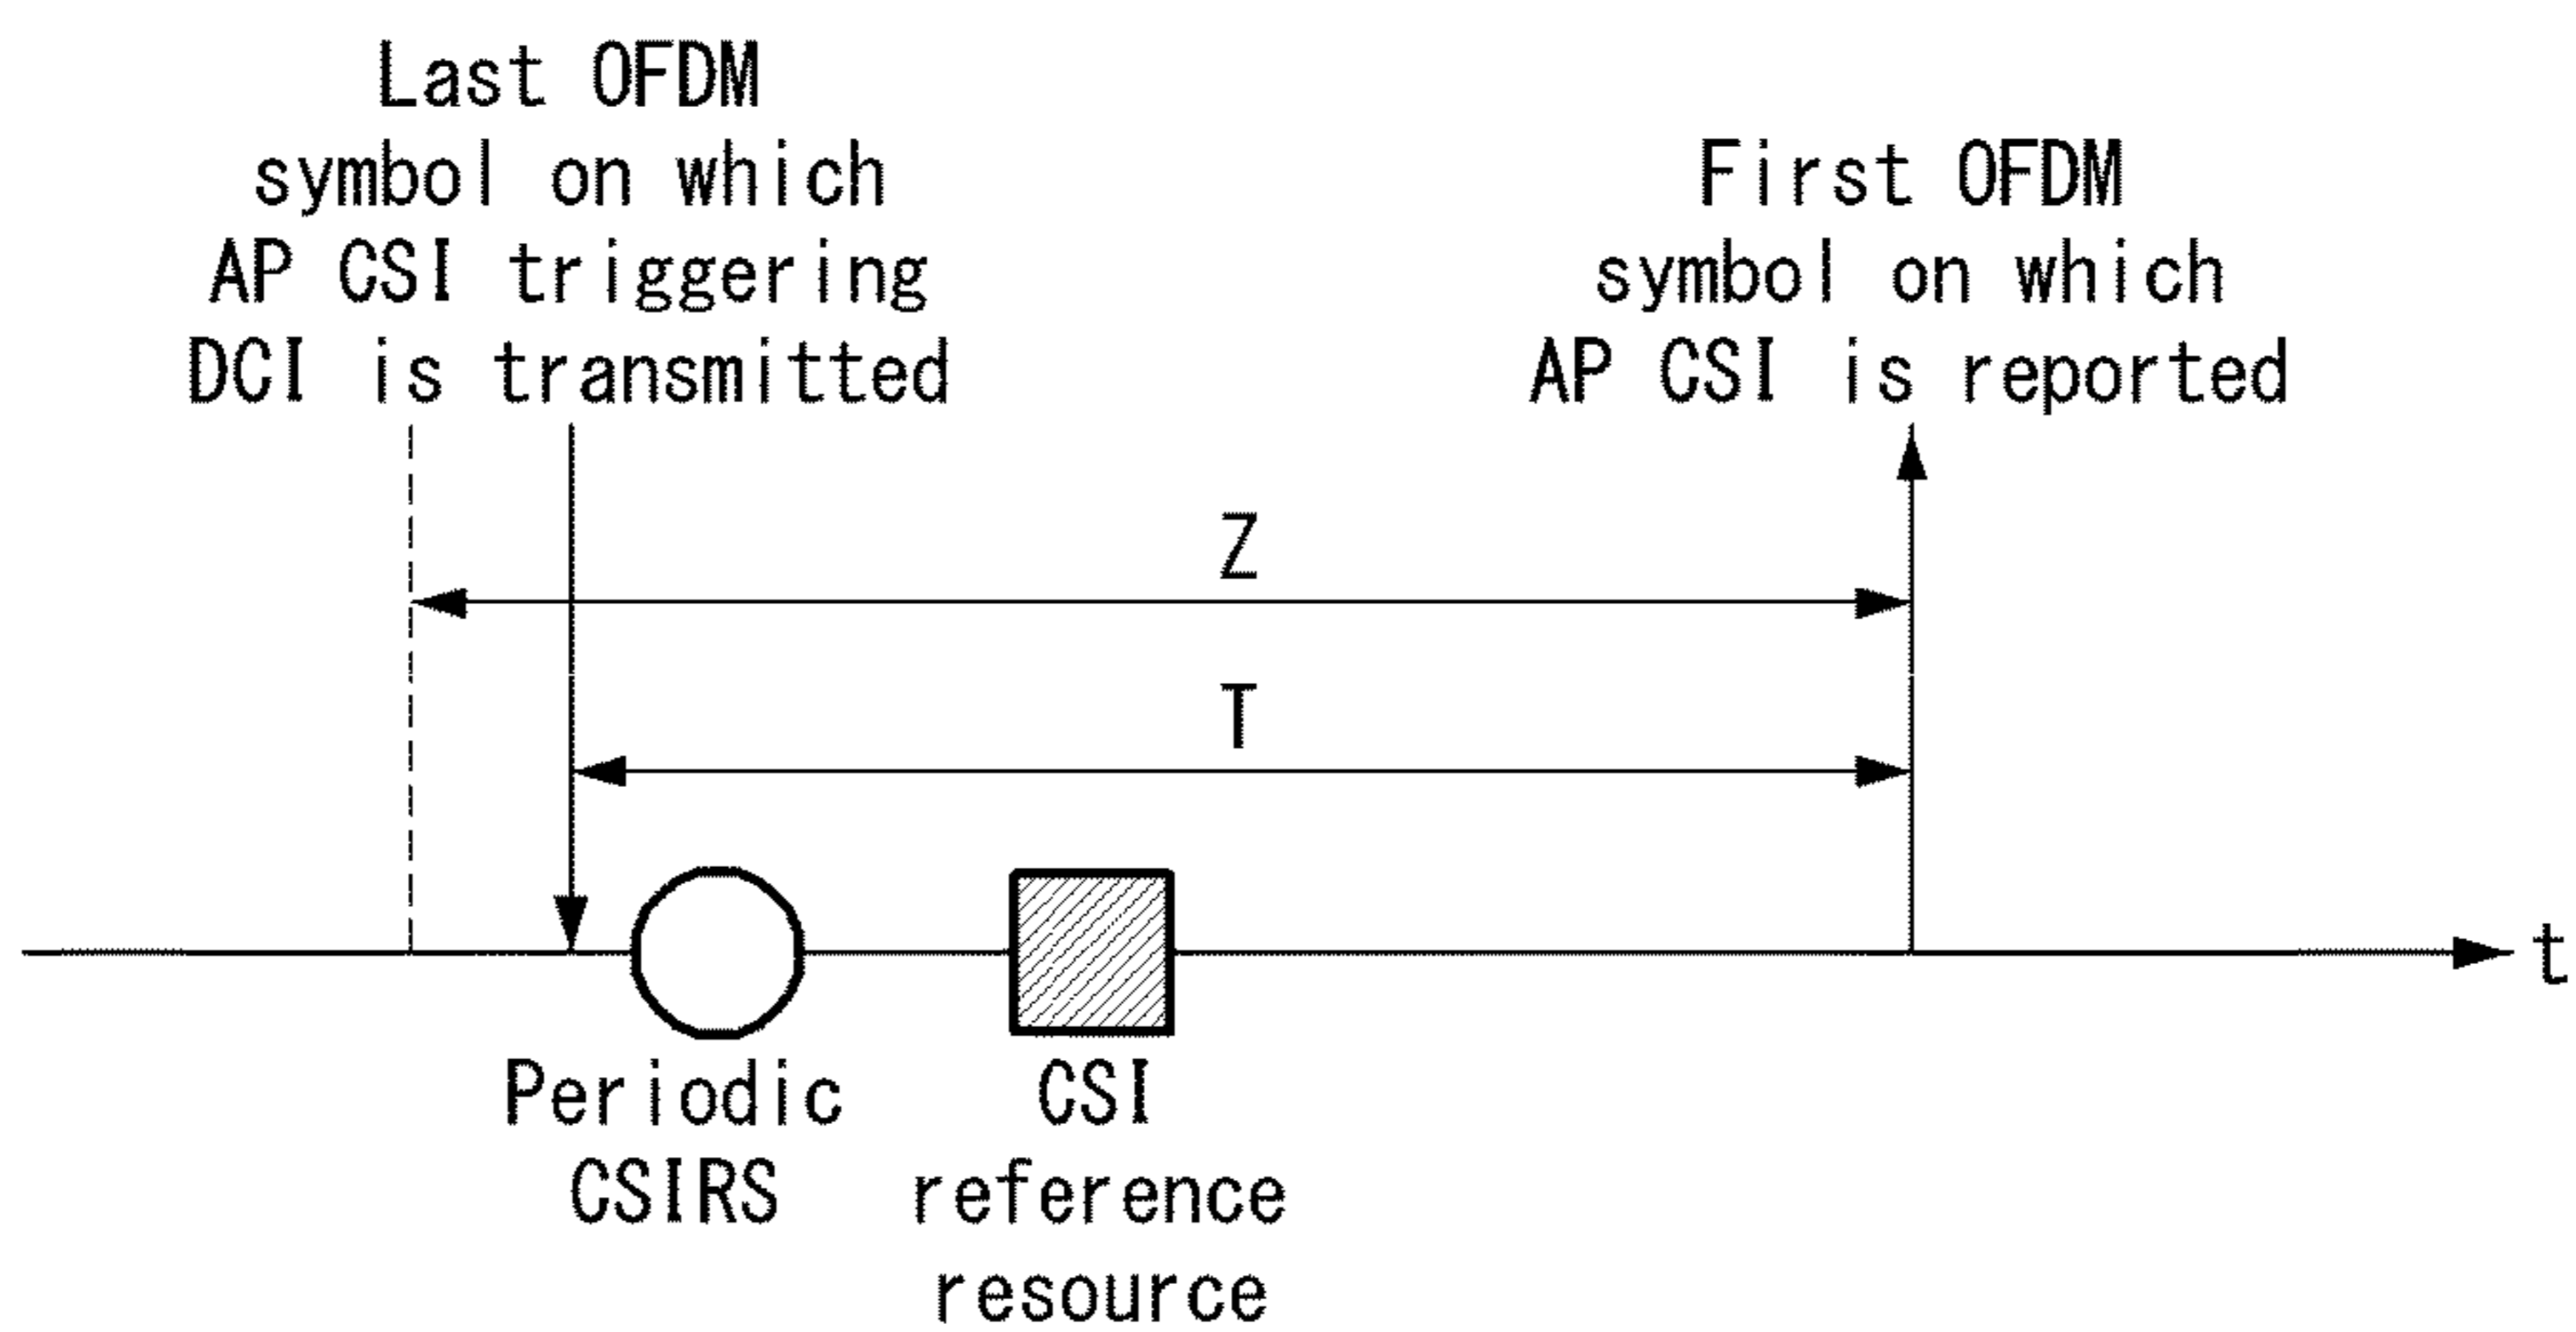 Last OFDM
symbol on which
AP CSI triggering
DCI is transmitted
First OFDM
symbol on which
AP CSI is reported
Z
T
t
Periodic
CSIRS
CSI
reference
resource